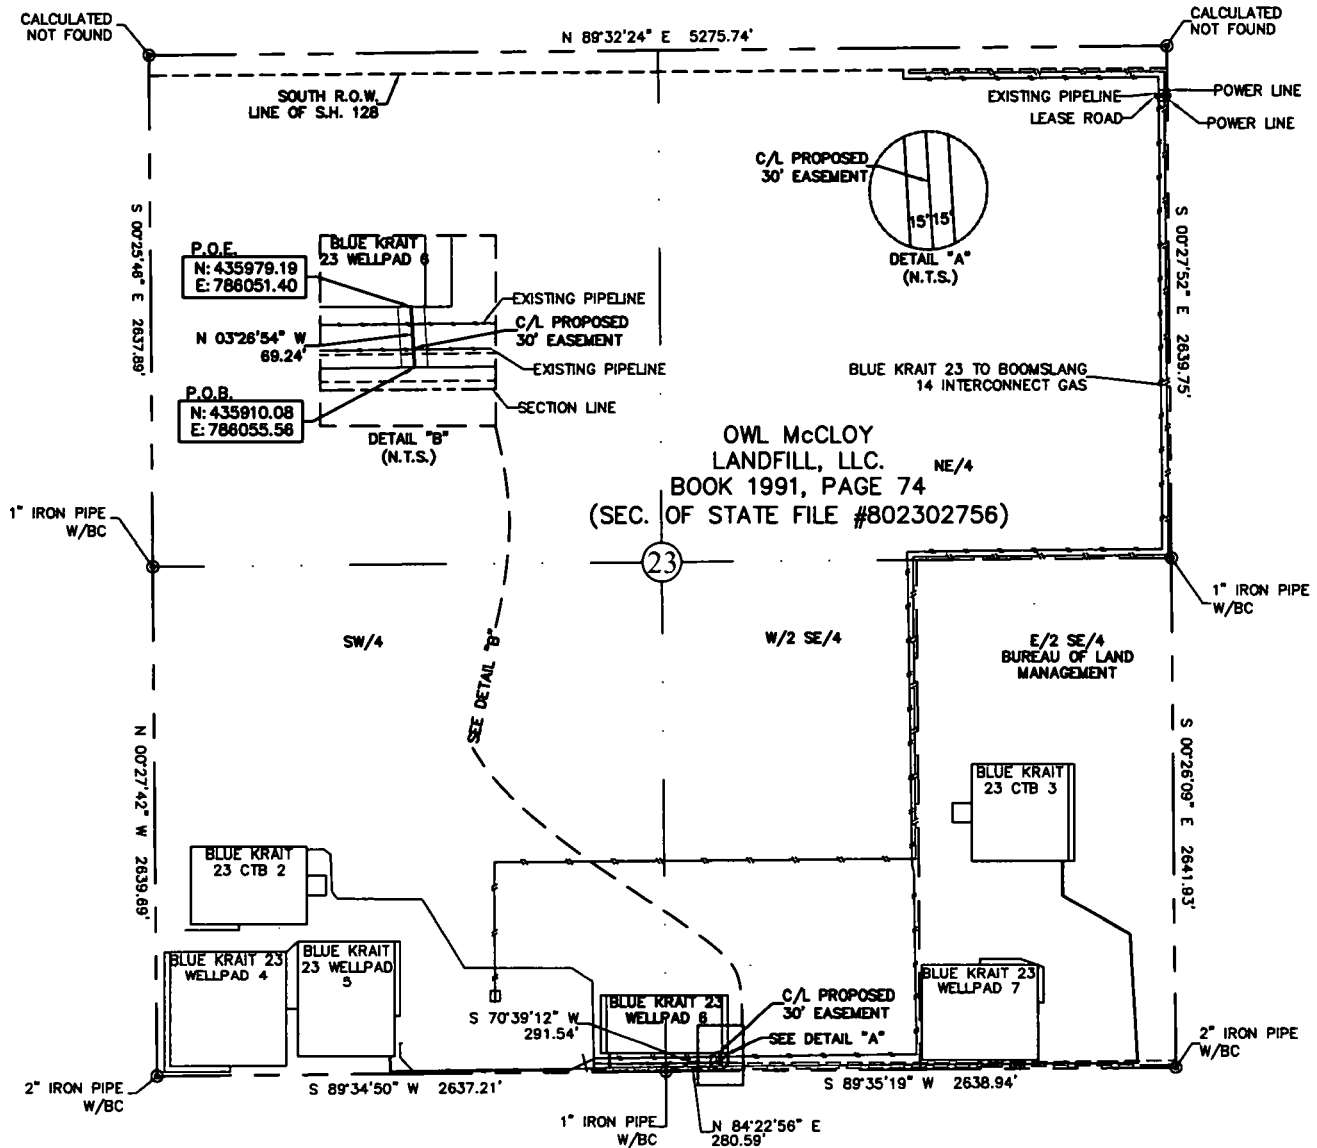 CALCULATED
NOT FOUND
N 89°32'24" E 5275.74'
CALCULATED
NOT FOUND
SOUTH R.O.W.
LINE OF S.H. 128
EXISTING PIPELINE
LEASE ROAD
POWER LINE
POWER LINE
C/L PROPOSED
30' EASEMENT
15' 15'
DETAIL "A"
(N.T.S.)
S 00°25'48" E 2637.89'
S 00°27'52" E 2639.75'
P.O.E.
N: 435979.19
E: 786051.40
BLUE KRAIT
23 WELLPAD 6
EXISTING PIPELINE
C/L PROPOSED
30' EASEMENT
N 03°26'54" W
69.24'
EXISTING PIPELINE
P.O.B.
N: 435910.08
E: 786055.56
SECTION LINE
DETAIL "B"
(N.T.S.)
BLUE KRAIT 23 TO BOOMSLANG
14 INTERCONNECT GAS
OWL McCLOY
LANDFILL, LLC.
NE/4
BOOK 1991, PAGE 74
(SEC. OF STATE FILE #802302756)
1" IRON PIPE
W/BC
23
1" IRON PIPE
W/BC
SW/4
W/2 SE/4
E/2 SE/4
BUREAU OF LAND
MANAGEMENT
SEE DETAIL "B"
N 00°27'42" W 2639.69'
S 00°26'09" E 2641.93'
BLUE KRAIT
23 CTB 3
BLUE KRAIT
23 CTB 2
BLUE KRAIT 23
WELLPAD 4
BLUE KRAIT
23 WELLPAD
5
BLUE KRAIT 23
WELLPAD 6
BLUE KRAIT 23
WELLPAD 7
S 70°39'12" W
291.54'
C/L PROPOSED
30' EASEMENT
SEE DETAIL "A"
2" IRON PIPE
W/BC
2" IRON PIPE
W/BC
S 89°34'50" W 2637.21'
S 89°35'19" W 2638.94'
1" IRON PIPE
W/BC
N 84°22'56" E
280.59'